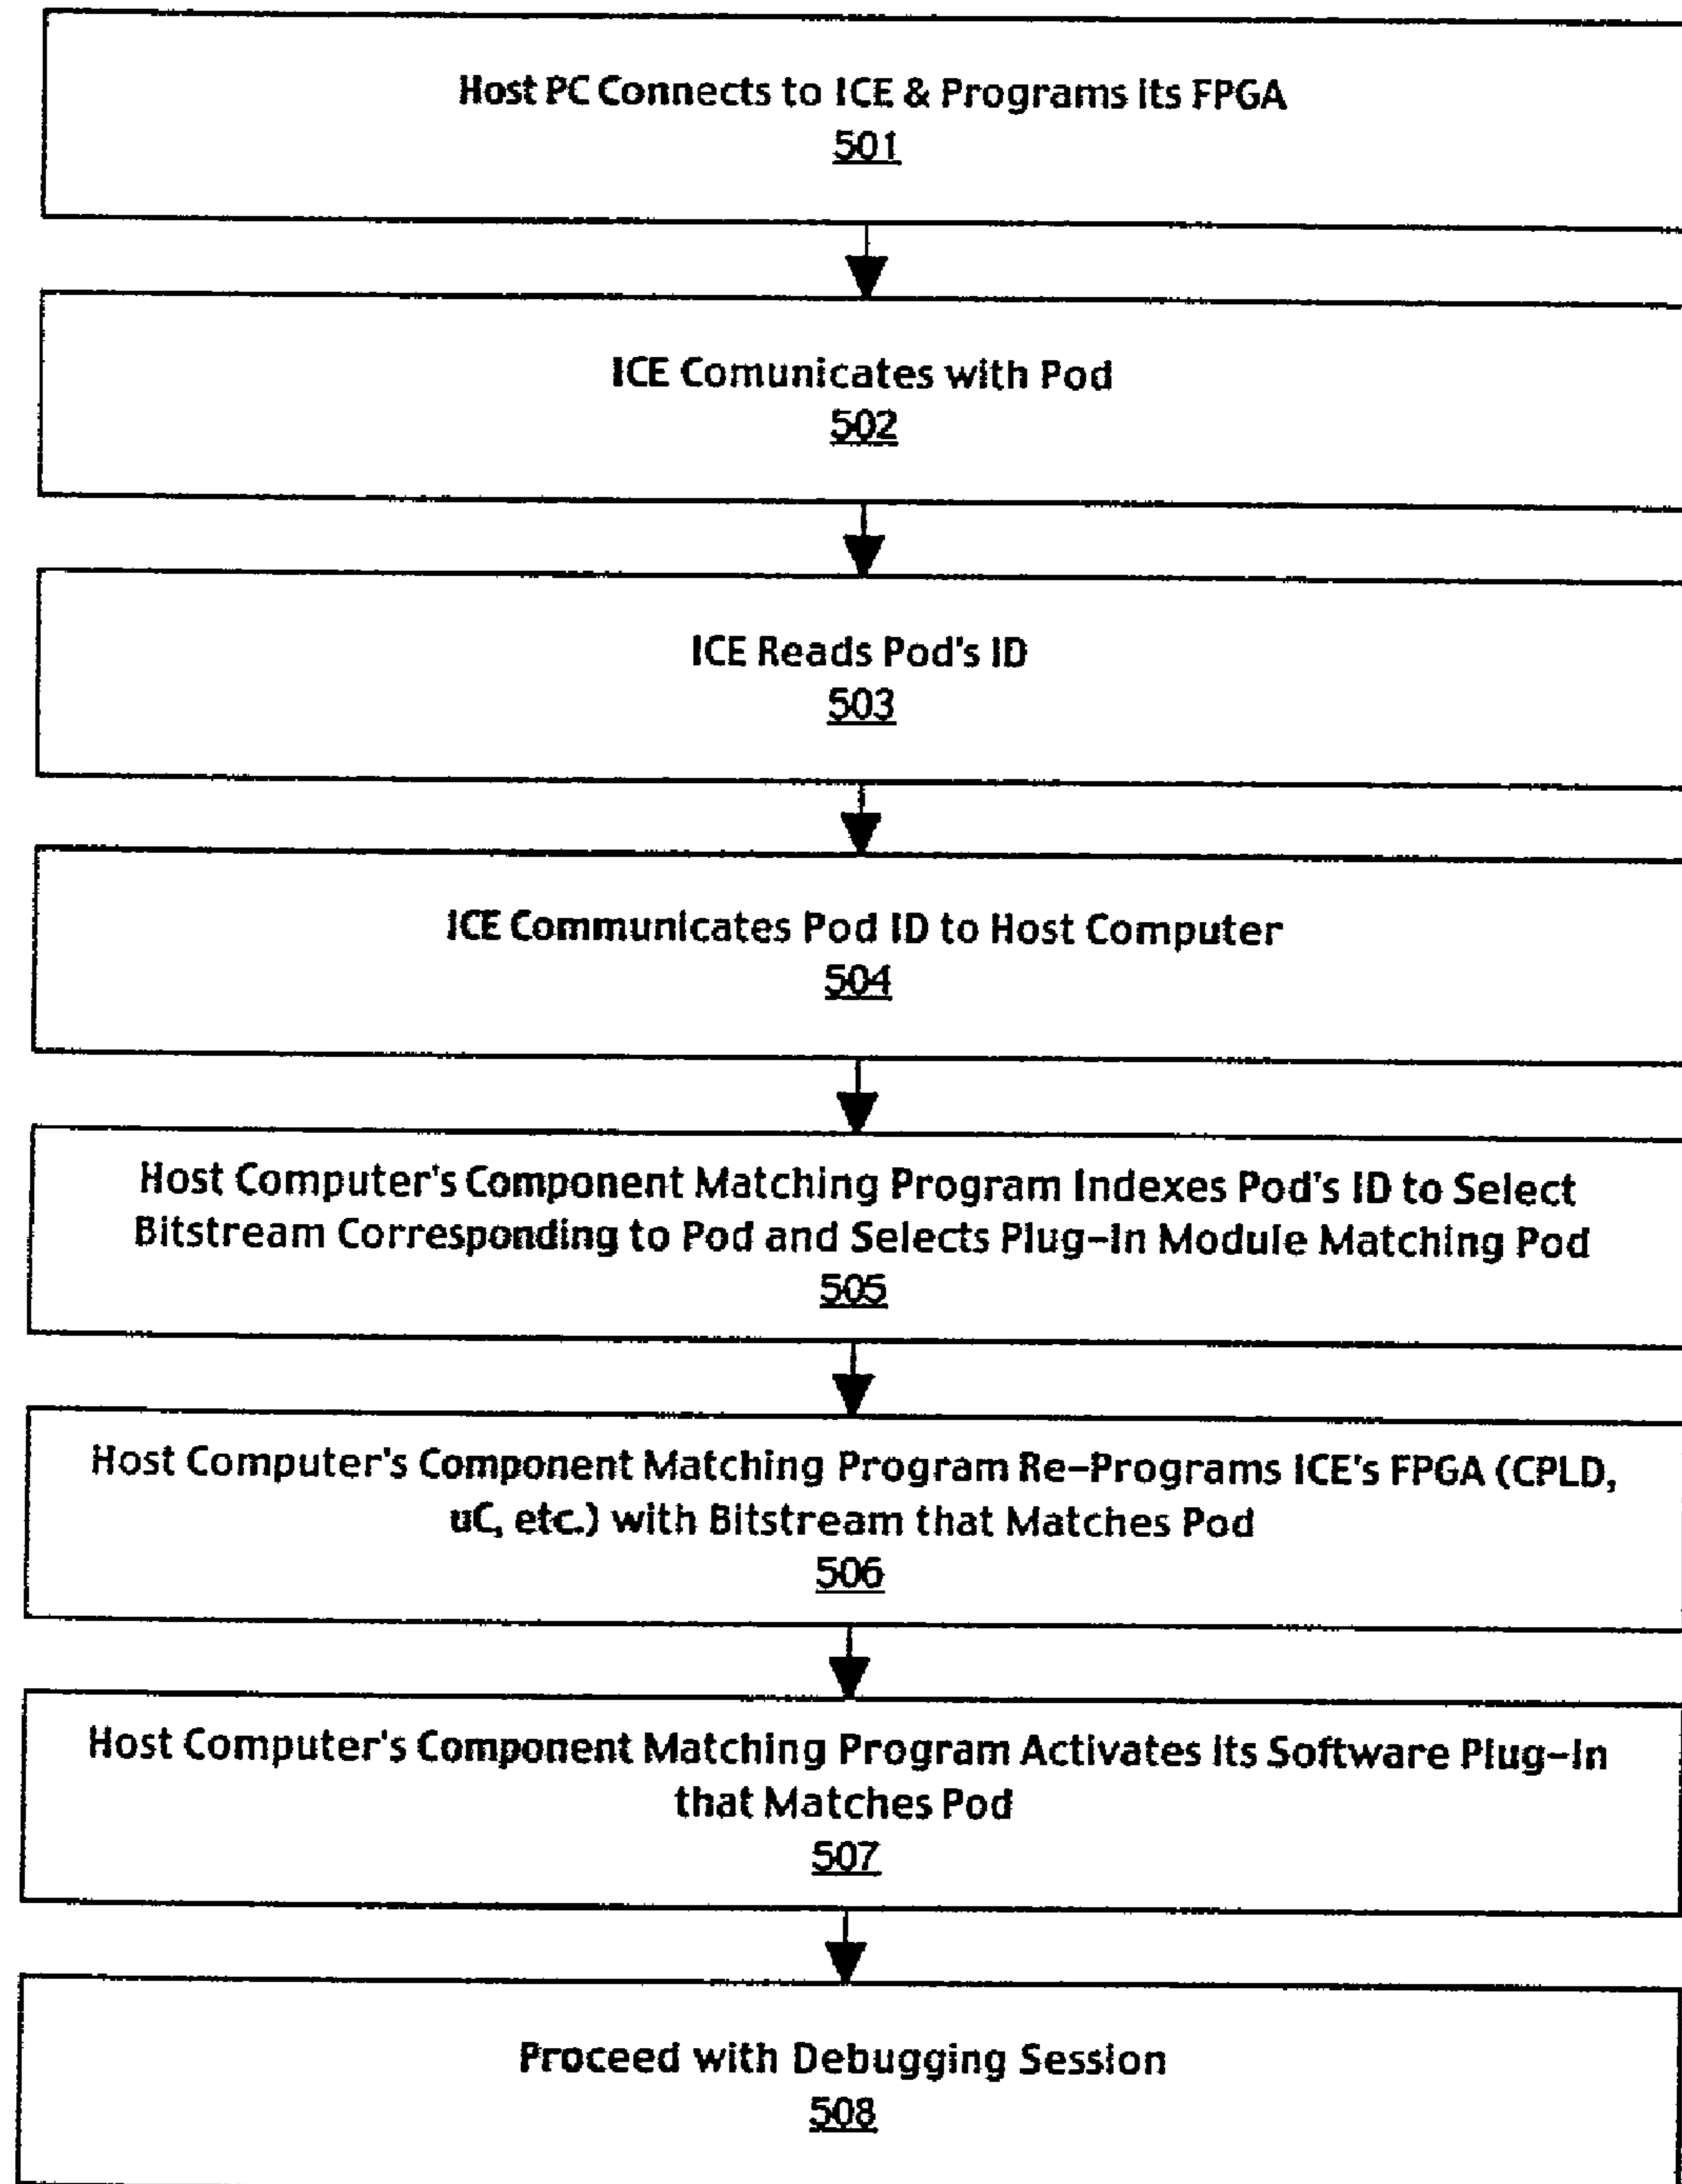 Host PC Connects to ICE & Programs its FPGA
501
ICE Comunicates with Pod
502
ICE Reads Pod's ID
503
ICE Communicates Pod ID to Host Computer
504
Host Computer's Component Matching Program Indexes Pod's ID to Select
Bitstream Corresponding to Pod and Selects Plug-In Module Matching Pod
505
Host Computer's Component Matching Program Re-Programs ICE's FPGA (CPLD,
uC, etc.) with Bitstream that Matches Pod
506
Host Computer's Component Matching Program Activates its Software Plug-In
that Matches Pod
507
Proceed with Debugging Session
508